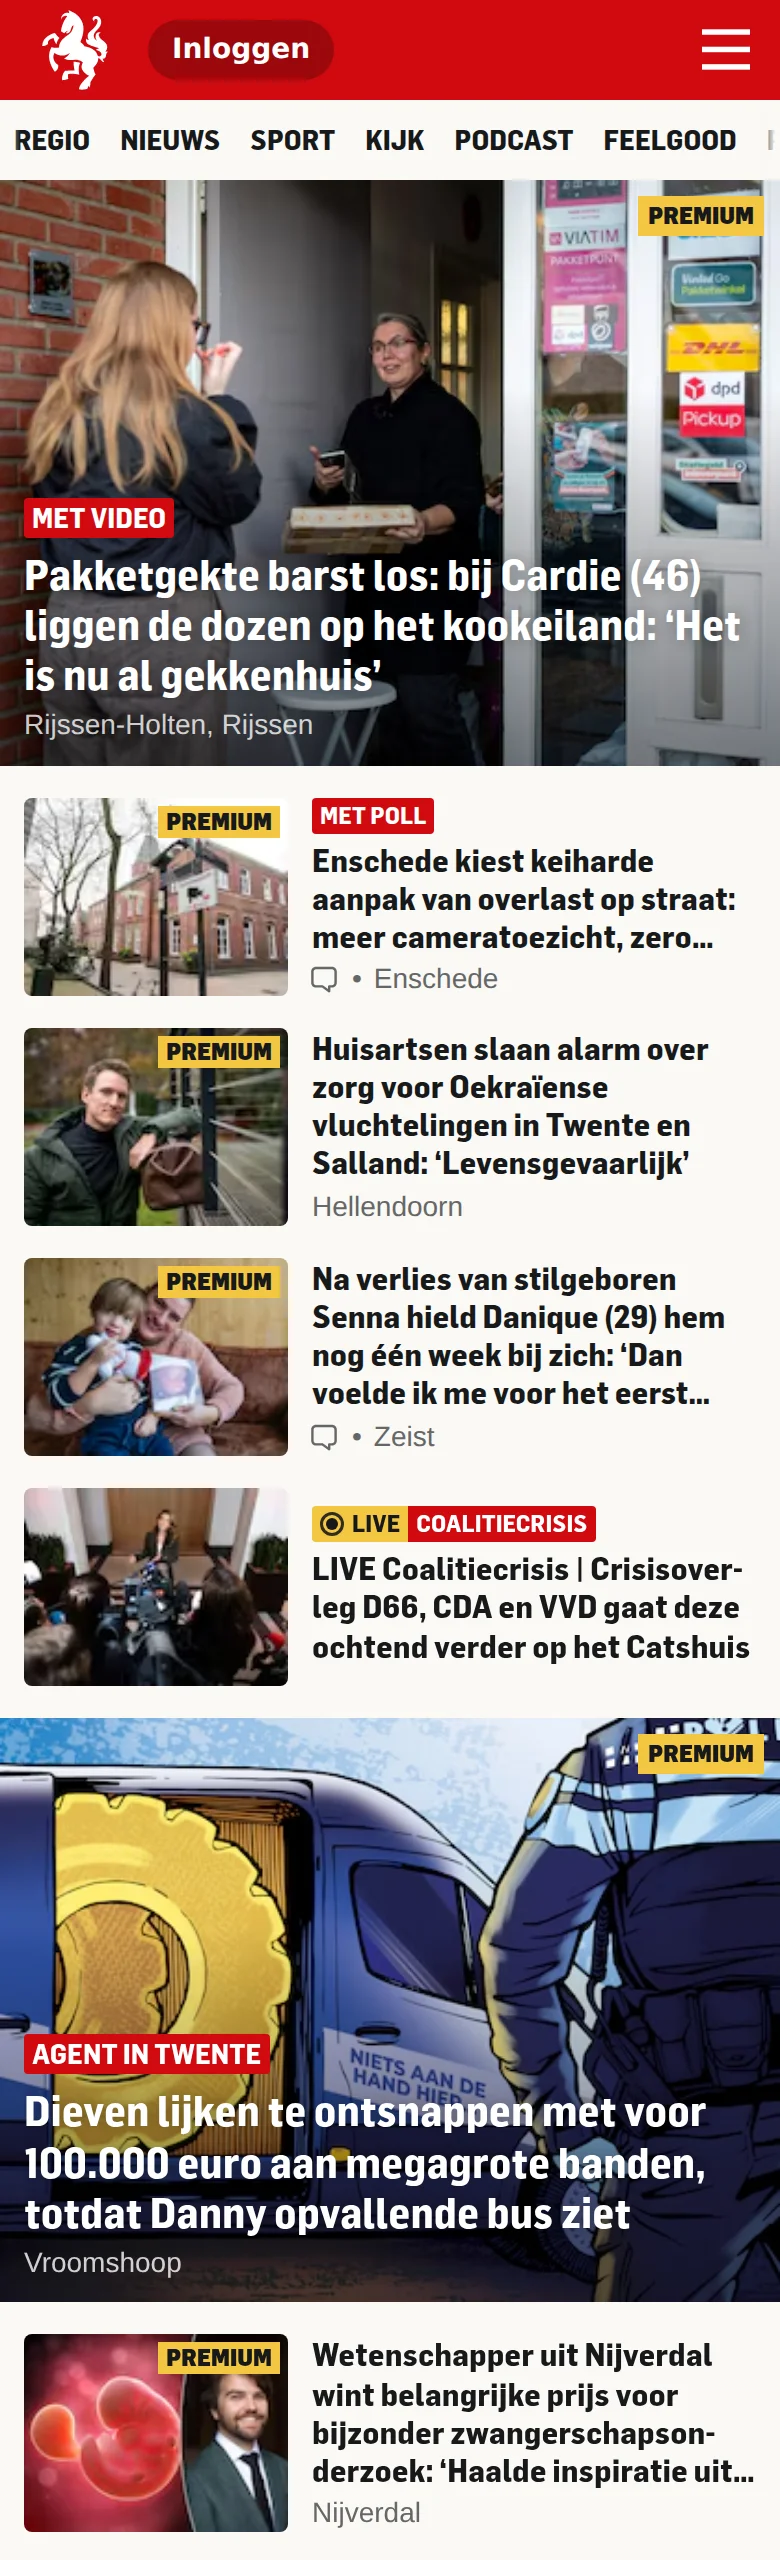 Inloggen
REGIO NIEUWS SPORT KIJK PODCAST FEELGOOD
PREMIUM
VIATIM
PAKKETPUNT
Vinted Go
Pakketwinkel
DHL
dpd
Pickup
MET VIDEO
Pakketgekte barst los: bij Cardie (46)
liggen de dozen op het kookeiland: ‘Het
is nu al gekkenhuis’
Rijssen-Holten, Rijssen
PREMIUM
MET POLL
Enschede kiest keiharde
aanpak van overlast op straat:
meer cameratoezicht, zero...
• Enschede
PREMIUM
Huisartsen slaan alarm over
zorg voor Oekraïense
vluchtelingen in Twente en
Salland: ‘Levensgevaarlijk’
Hellendoorn
PREMIUM
Na verlies van stilgeboren
Senna hield Danique (29) hem
nog één week bij zich: ‘Dan
voelde ik me voor het eerst...
• Zeist
LIVE COALITIECRISIS
LIVE Coalitiecrisis | Crisisover-
leg D66, CDA en VVD gaat deze
ochtend verder op het Catshuis
PREMIUM
NIETS AAN DE
HAND HIER
AGENT IN TWENTE
Dieven lijken te ontsnappen met voor
100.000 euro aan megagrote banden,
totdat Danny opvallende bus ziet
Vroomshoop
PREMIUM
Wetenschapper uit Nijverdal
wint belangrijke prijs voor
bijzonder zwangerschapson-
derzoek: ‘Haalde inspiratie uit...
Nijverdal